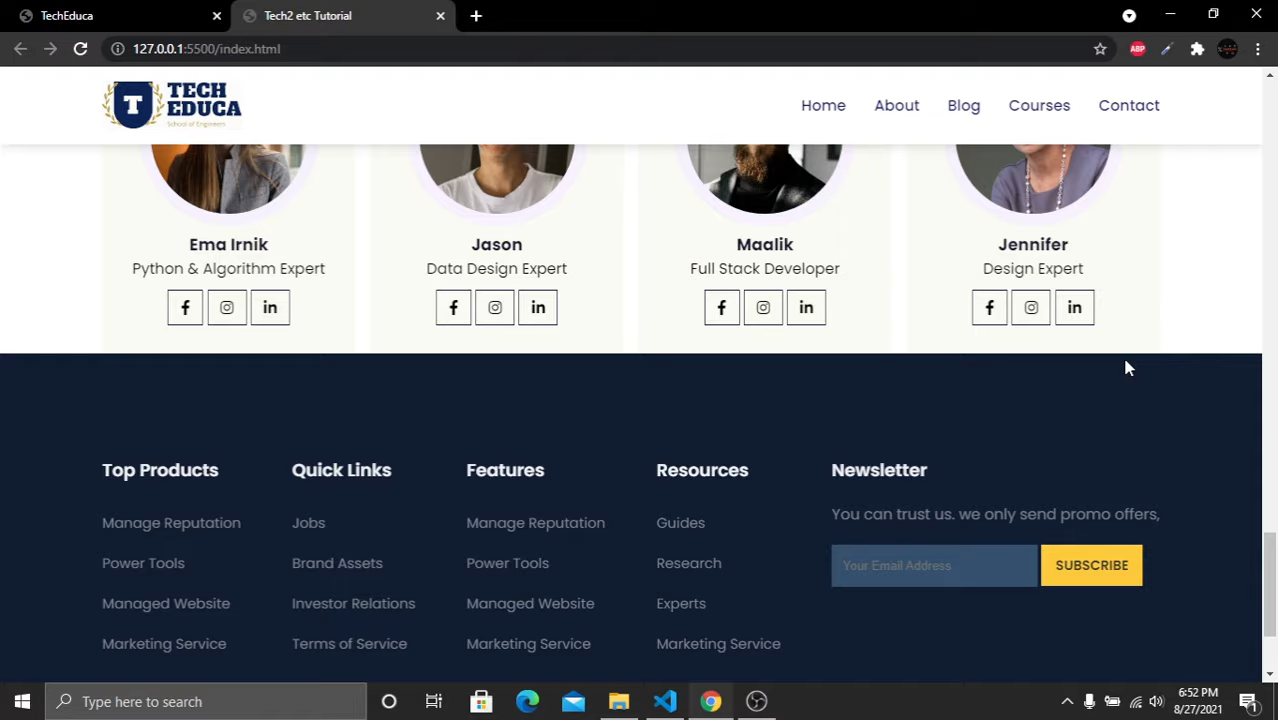 TechEduca
Tech2 etc Tutorial
127.0.0.1:5500/index.html
ABP
T
TECH
EDUCA
School of Engineers
Home
About
Blog
Courses
Contact
Ema Irnik
Python & Algorithm Expert
Jason
Data Design Expert
Maalik
Full Stack Developer
Jennifer
Design Expert
Top Products
Manage Reputation
Power Tools
Managed Website
Marketing Service
Quick Links
Jobs
Brand Assets
Investor Relations
Terms of Service
Features
Manage Reputation
Power Tools
Managed Website
Marketing Service
Resources
Guides
Research
Experts
Marketing Service
Newsletter
You can trust us. we only send promo offers,
Your Email Address
SUBSCRIBE
Type here to search
6:52 PM
8/27/2021